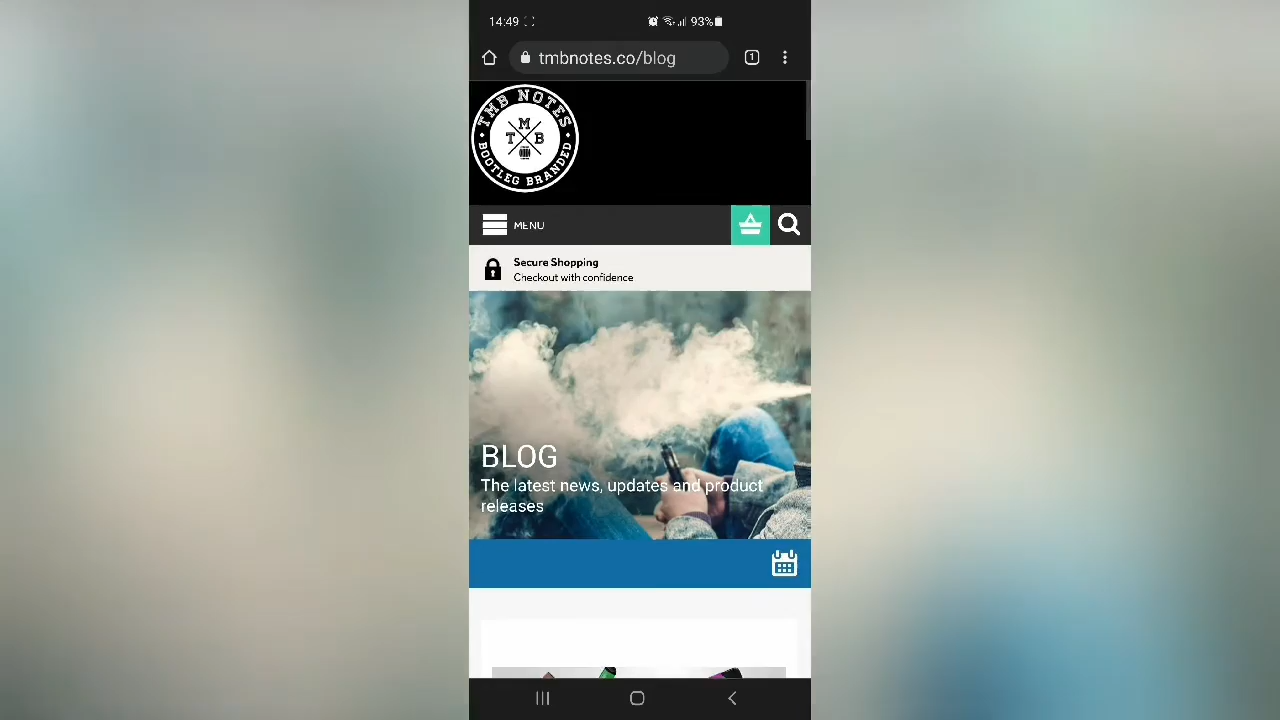 14:49
93%
tmbnotes.co/blog
1
TMB NOTES
M
T B
BOOTLEG BRANDED
MENU
Secure Shopping
Checkout with confidence
BLOG
The latest news, updates and product
releases